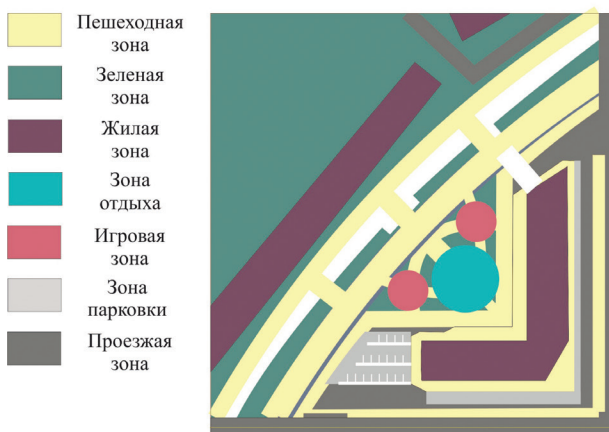 Пешеходная
зона
Зеленая
зона
Жилая
зона
Зона
отдыха
Игровая
зона
Зона
парковки
Проезжая
зона